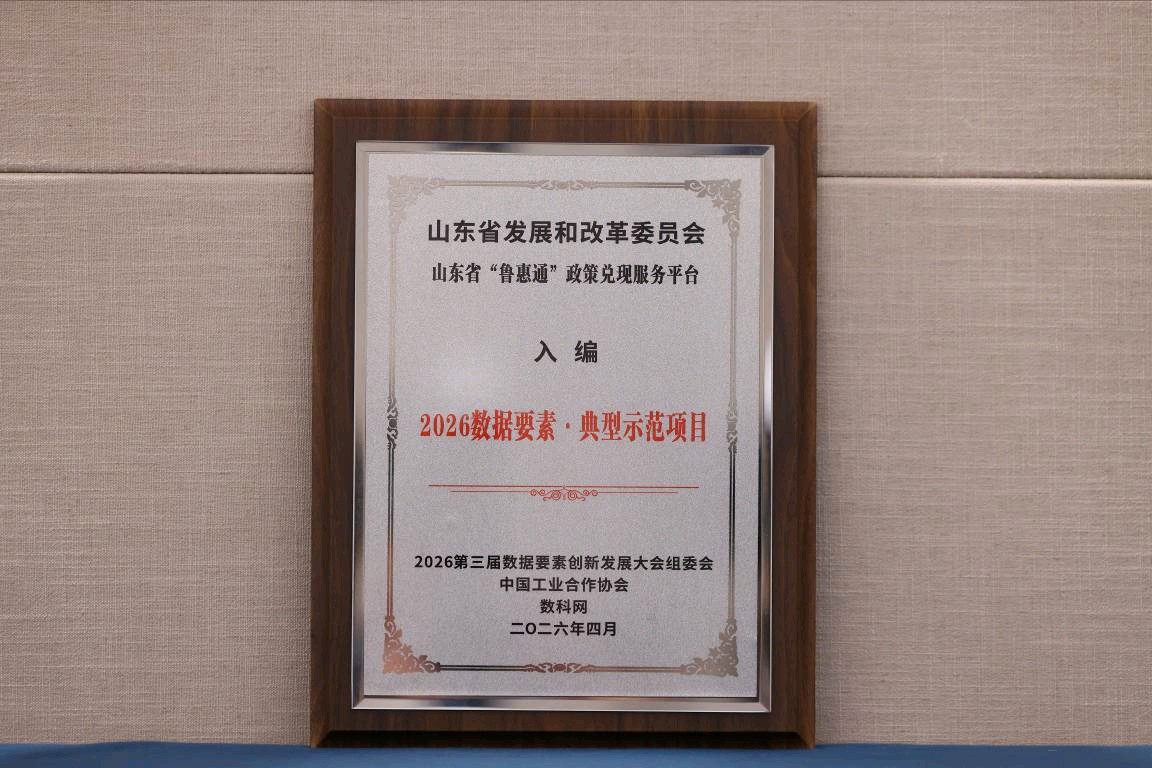 山东省发展和改革委员会
山东省“鲁惠通”政策兑现服务平台
入 编
2026数据要素·典型示范项目
2026第三届数据要素创新发展大会组委会
中国工业合作协会
数科网
二〇二六年四月